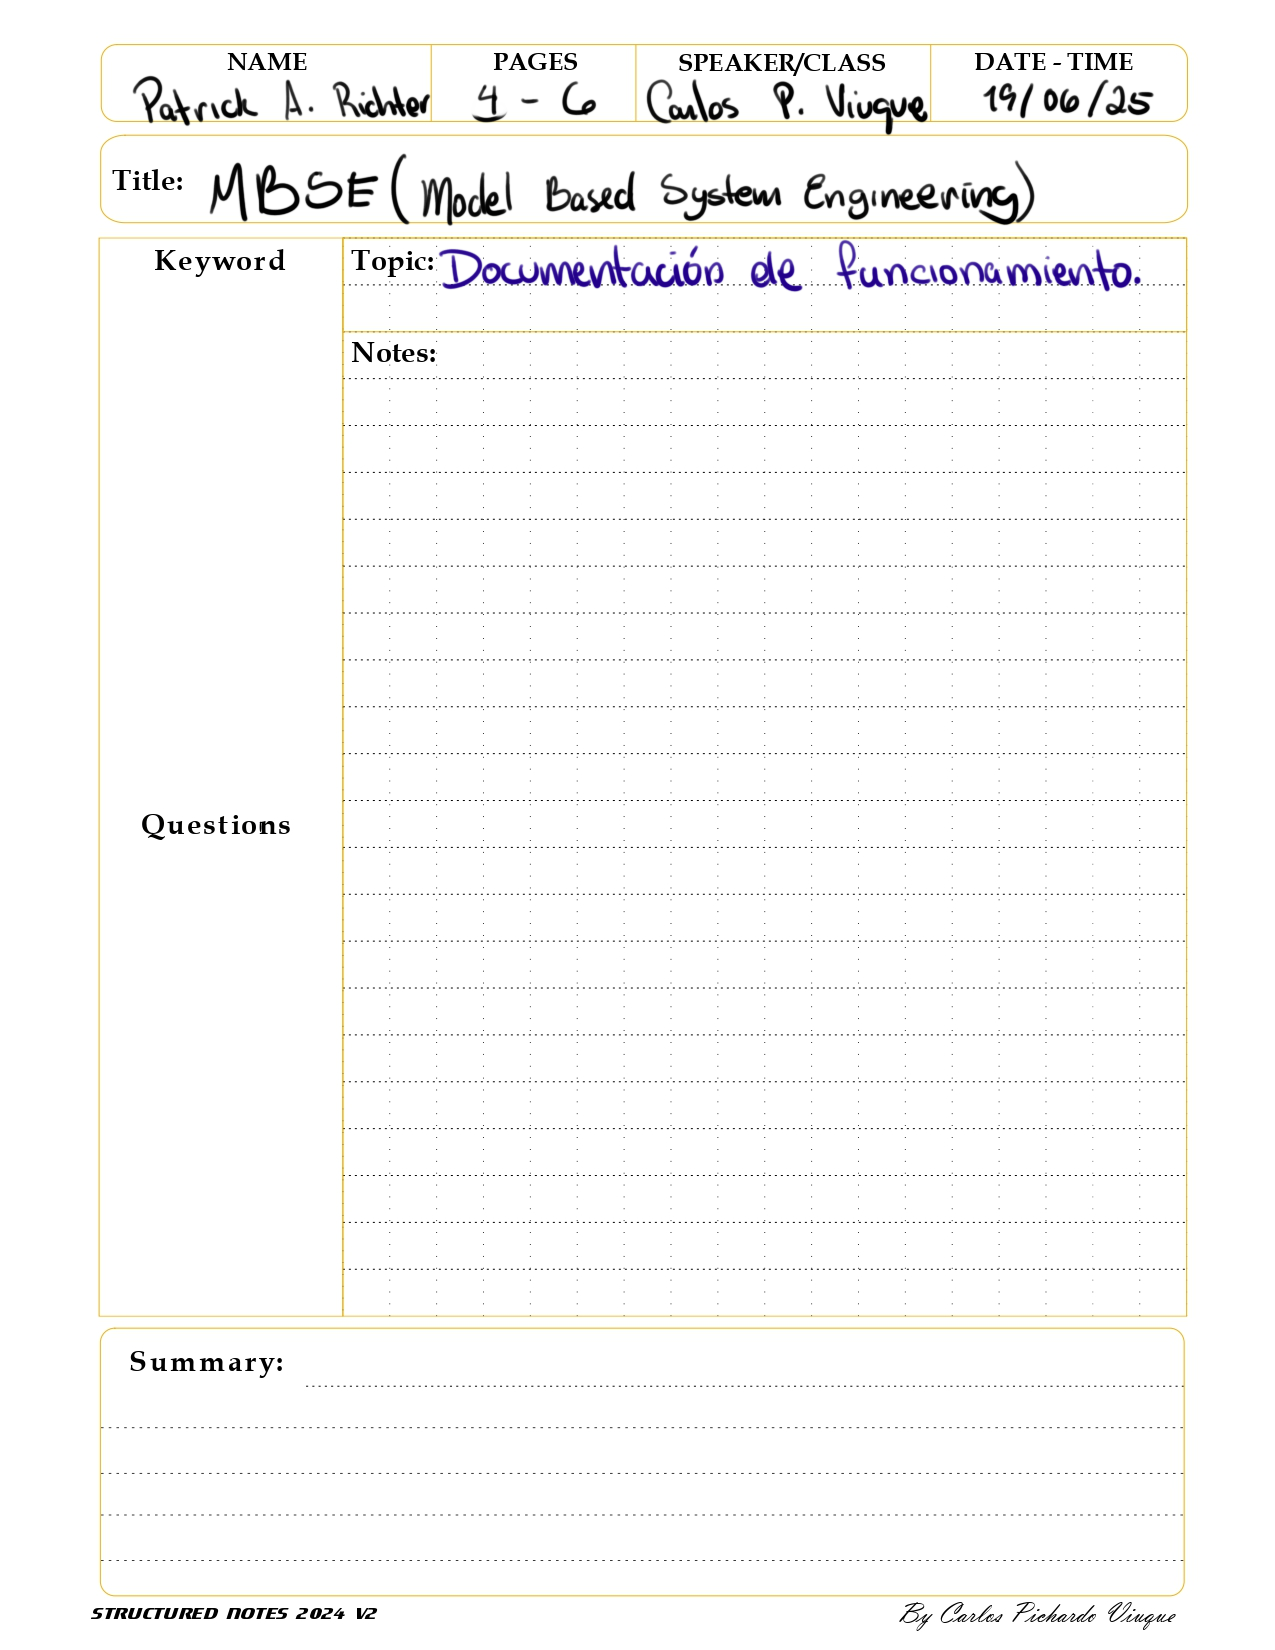 NAME PAGES SPEAKER/CLASS DATE - TIME
Patrick A. Richter 4 - 6 Carlos P. Viuque 19/06/25
Title: MBSE (Model Based System Engineering)
Keyword Topic: Documentación de funcionamiento.
Notes:
Questions
Summary:
STRUCTURED NOTES 2024 V2 By Carlos Pichardo Viuque